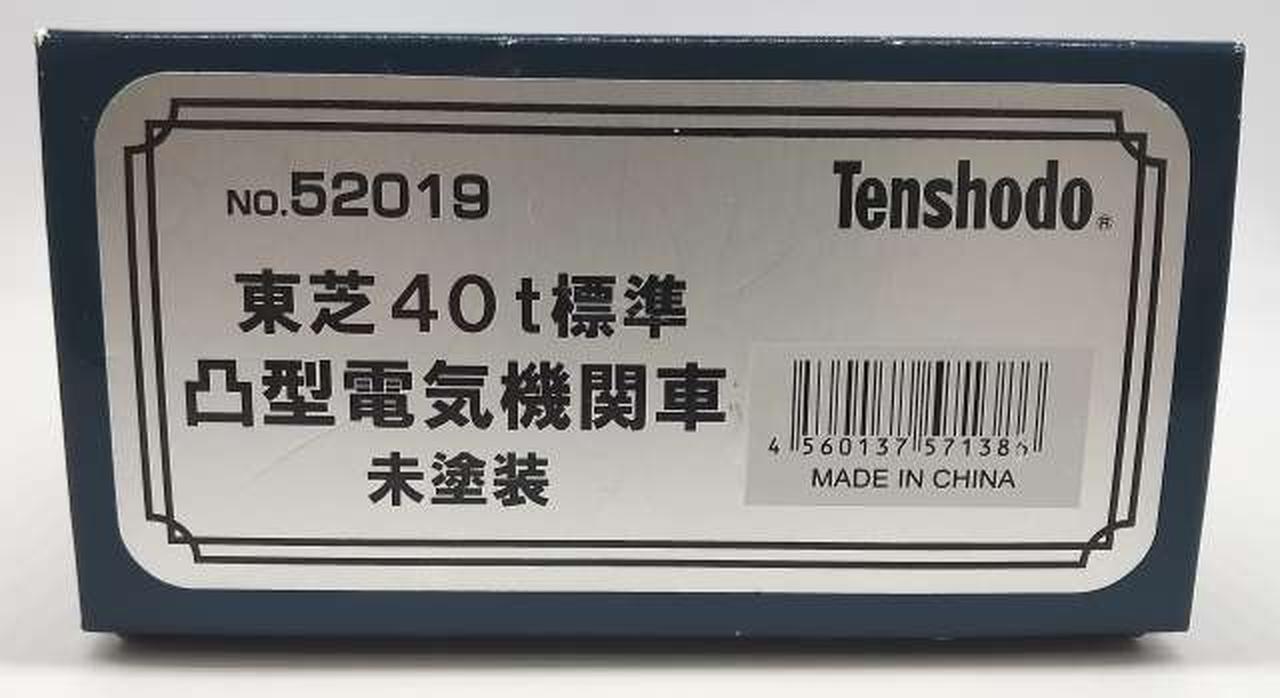 NO.52019
Tenshodo®
東芝40t標準
凸型電気機関車
未塗装
4 560137 57138
MADE IN CHINA